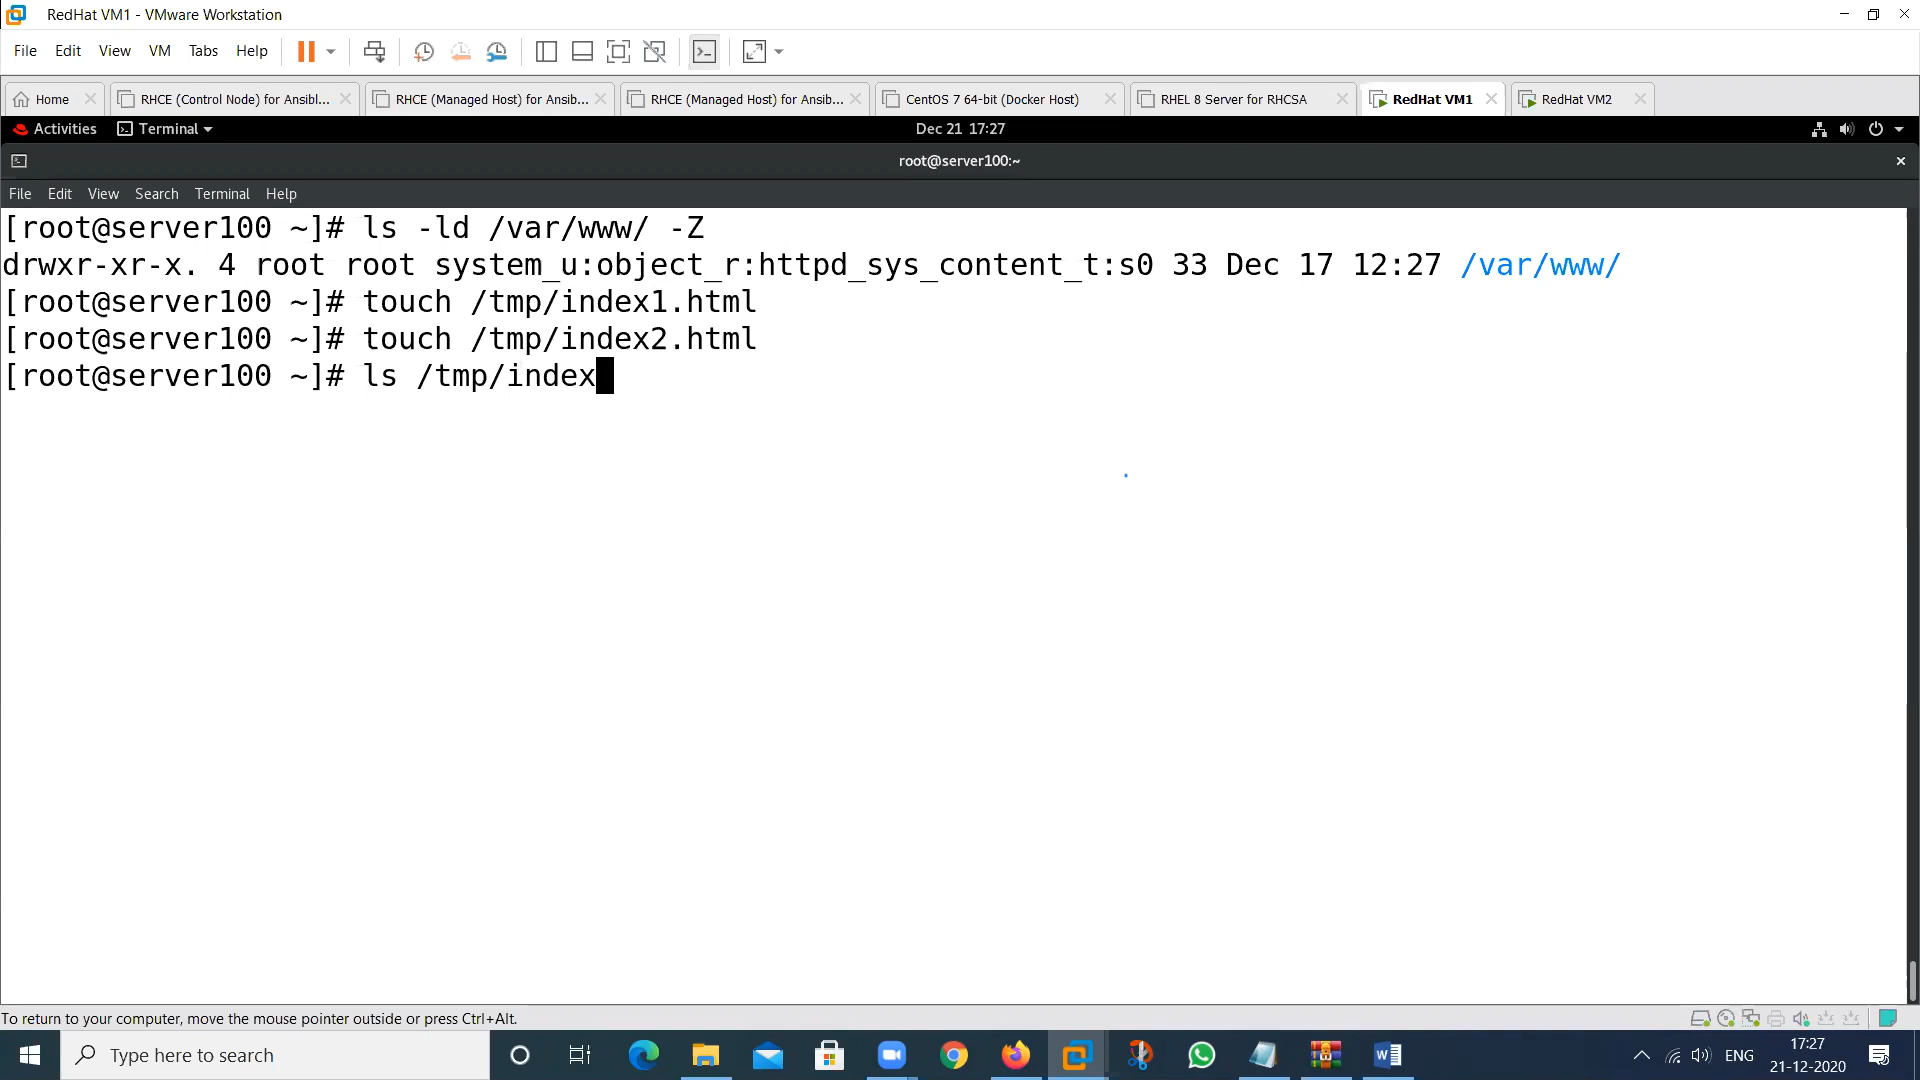 RedHat VM1 - VMware Workstation
File Edit View VM Tabs Help
Home RHCE (Control Node) for Ansibl... RHCE (Managed Host) for Ansib... RHCE (Managed Host) for Ansib... CentOS 7 64-bit (Docker Host) RHEL 8 Server for RHCSA RedHat VM1 RedHat VM2
Activities Terminal Dec 21 17:27
root@server100:~
File Edit View Search Terminal Help
[root@server100 ~]# ls -ld /var/www/ -Z
drwxr-xr-x. 4 root root system_u:object_r:httpd_sys_content_t:s0 33 Dec 17 12:27 /var/www/
[root@server100 ~]# touch /tmp/index1.html
[root@server100 ~]# touch /tmp/index2.html
[root@server100 ~]# ls /tmp/index
To return to your computer, move the mouse pointer outside or press Ctrl+Alt.
Type here to search
ENG
17:27
21-12-2020